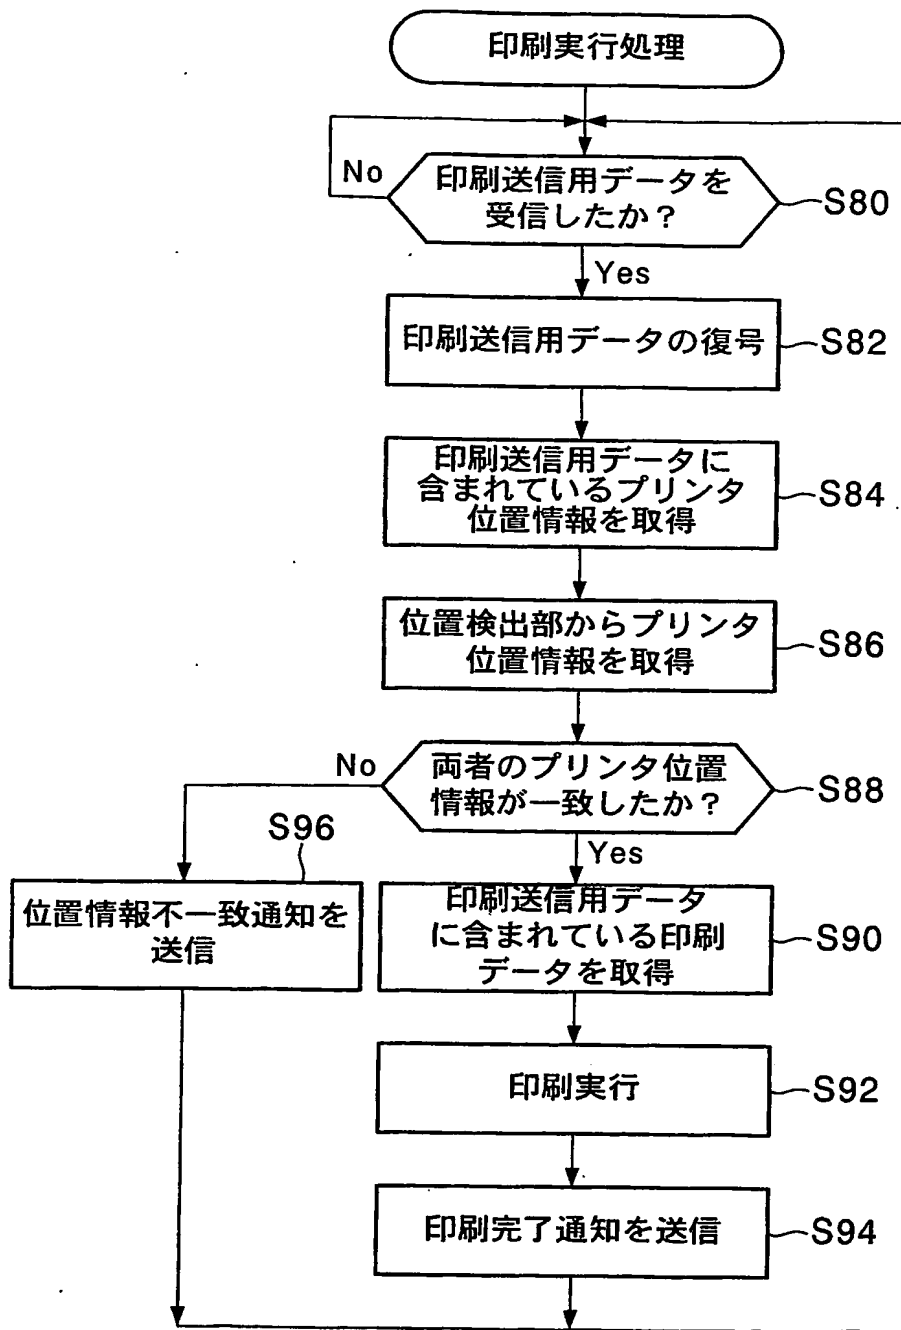 印刷実行処理
No
印刷送信用データを
受信したか？
S80
Yes
印刷送信用データの復号
S82
印刷送信用データに
含まれているプリンタ
位置情報を取得
S84
位置検出部からプリンタ
位置情報を取得
S86
No
両者のプリンタ位置
情報が一致したか？
S88
S96
Yes
位置情報不一致通知を
送信
印刷送信用データ
に含まれている印刷
データを取得
S90
印刷実行
S92
印刷完了通知を送信
S94